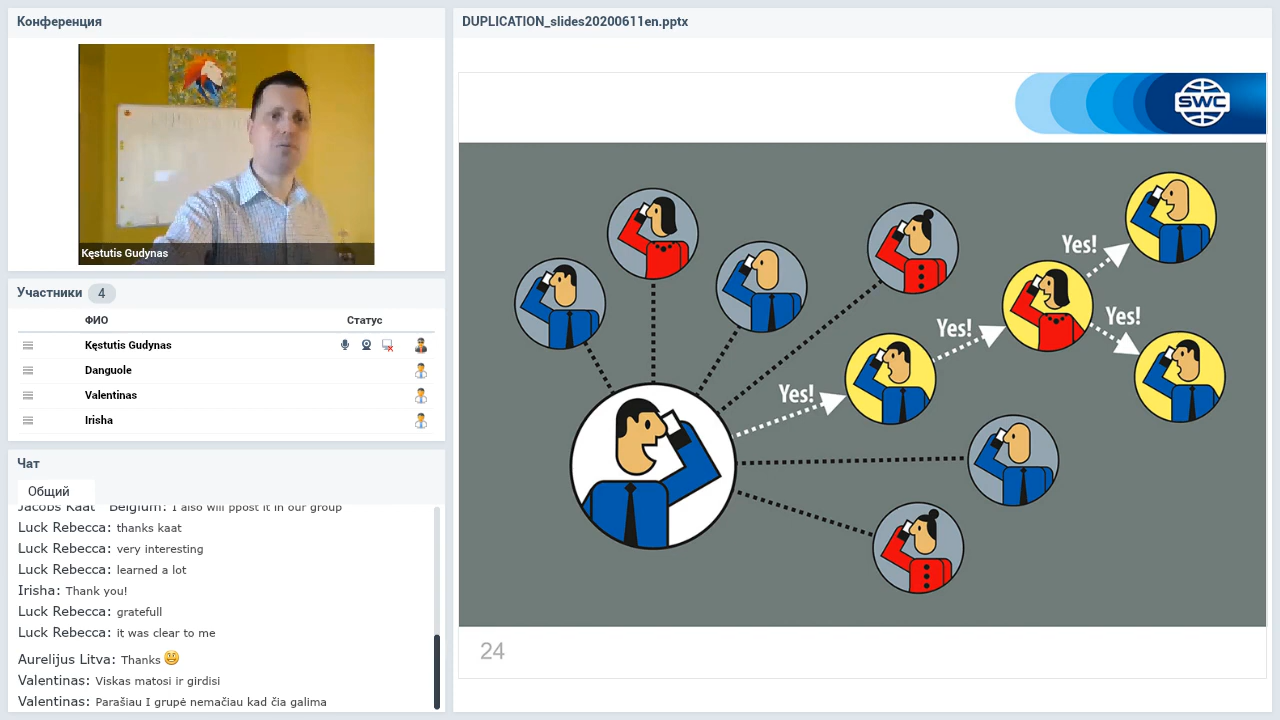 Конференция
Kęstutis Gudynas
Участники 4
ФИО Статус
Kęstutis Gudynas
Danguole
Valentinas
Irisha
Чат
Общий
Jacobs Kaat Belgium: I also will ppost it in our group
Luck Rebecca: thanks kaat
Luck Rebecca: very interesting
Luck Rebecca: learned a lot
Irisha: Thank you!
Luck Rebecca: gratefull
Luck Rebecca: it was clear to me
Aurelijus Litva: Thanks
Valentinas: Viskas matosi ir girdisi
Valentinas: Parašiau I grupė nemačiau kad čia galima
DUPLICATION_slides20200611en.pptx
SWC
Yes!
Yes!
Yes!
Yes!
24